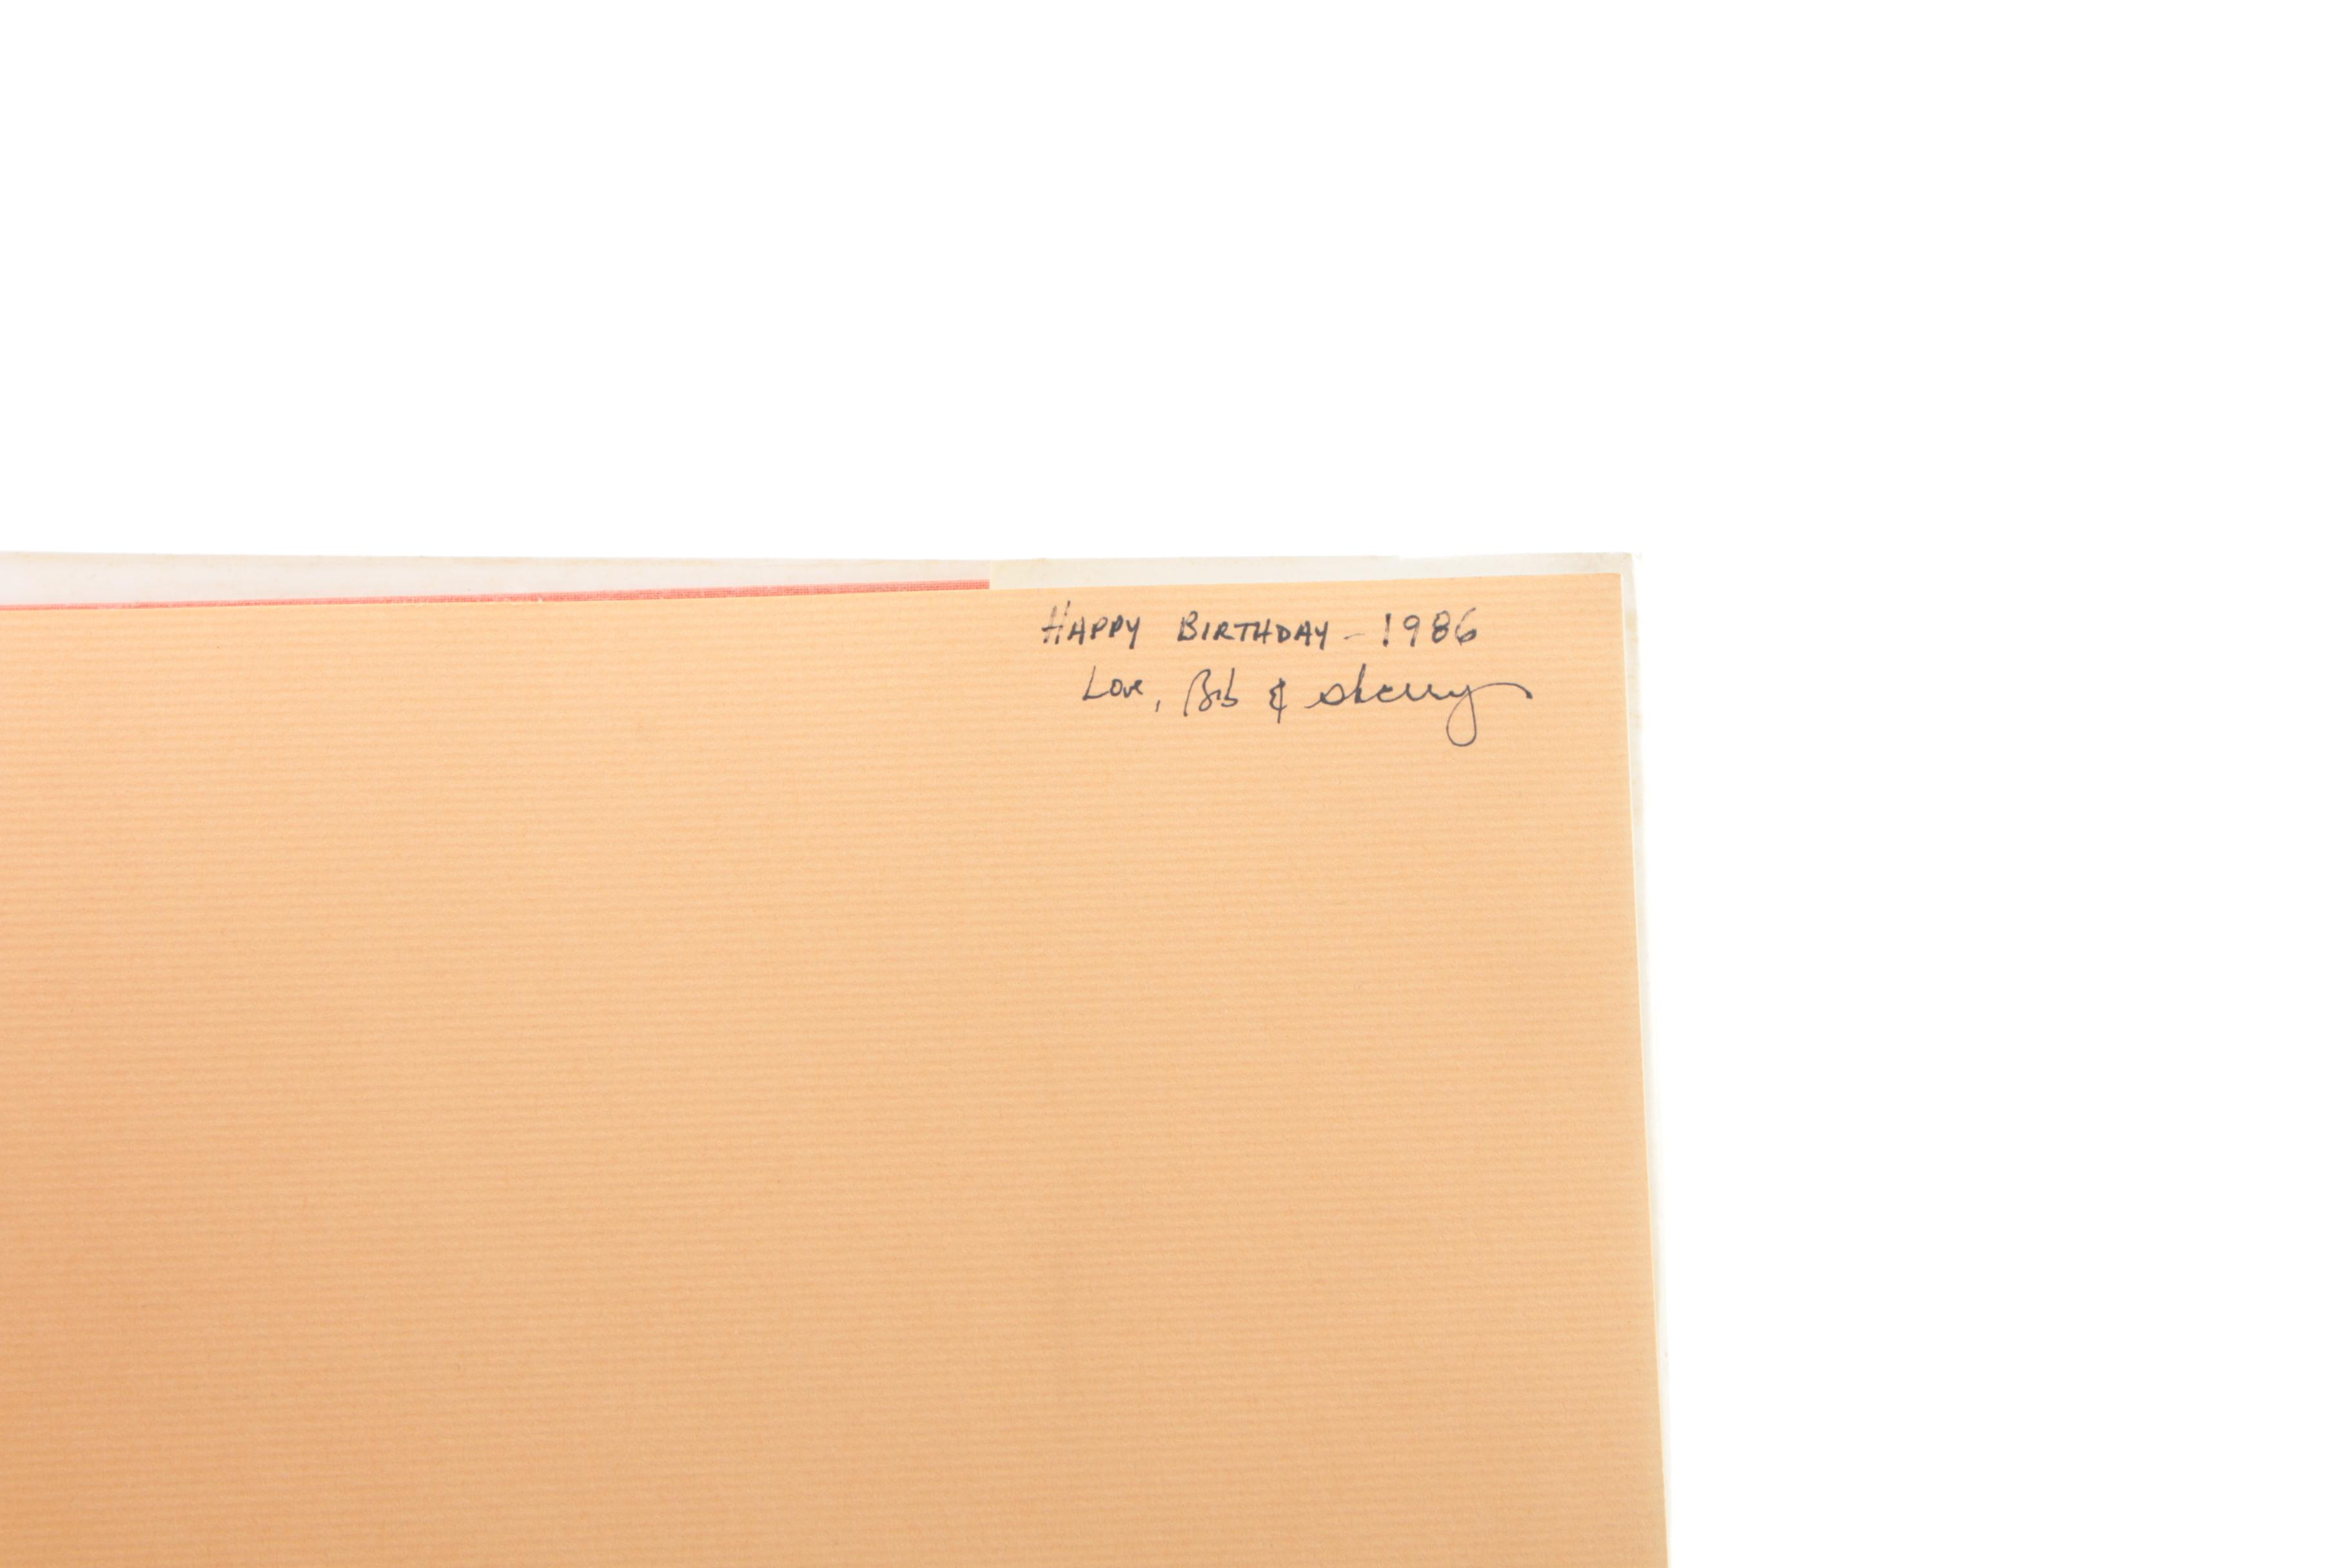 HAPPY BIRTHDAY - 1986
Love, Bob & Sherry